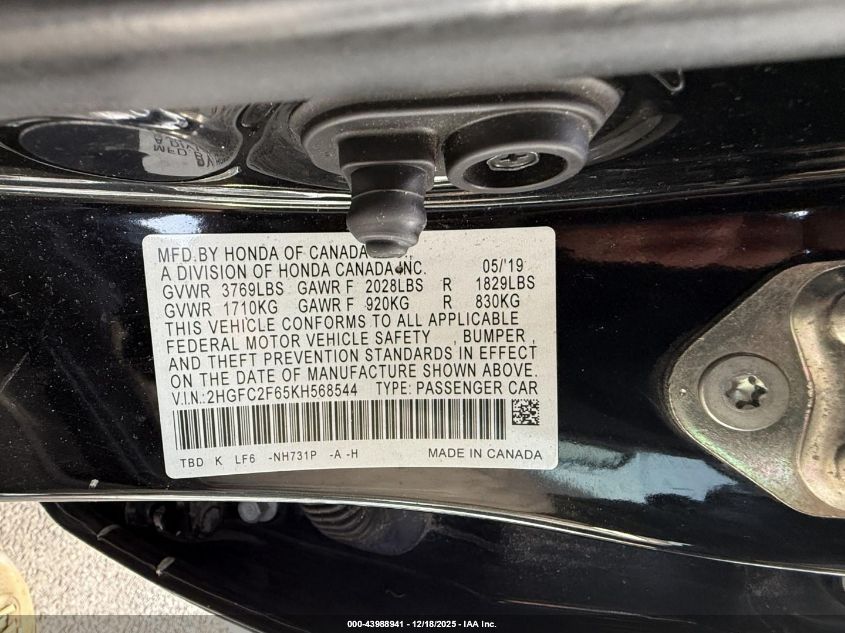 MFD.BY HONDA OF CANADA
A DIVISION OF HONDA CANADA INC. 05/'19
GVWR 3769LBS GAWR F 2028LBS R 1829LBS
GVWR 1710KG GAWR F 920KG R 830KG
THIS VEHICLE CONFORMS TO ALL APPLICABLE
FEDERAL MOTOR VEHICLE SAFETY , BUMPER ,
AND THEFT PREVENTION STANDARDS IN EFFECT
ON THE DATE OF MANUFACTURE SHOWN ABOVE.
V.I.N.:2HGFC2F65KH568544 TYPE: PASSENGER CAR
TBD K LF6 -NH731P -A -H MADE IN CANADA
000-43988941 - 12/18/2025 - IAA Inc.